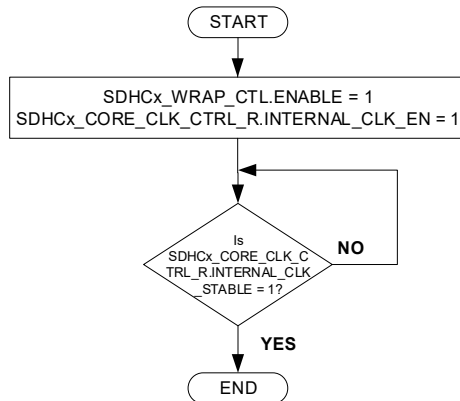 START
SDHCx_WRAP_CTL.ENABLE = 1
SDHCx_CORE_CLK_CTRL_R.INTERNAL_CLK_EN = 1
Is
SDHCx_CORE_CLK_C
TRL_R.INTERNAL_CLK
_STABLE = 1?
NO
YES
END